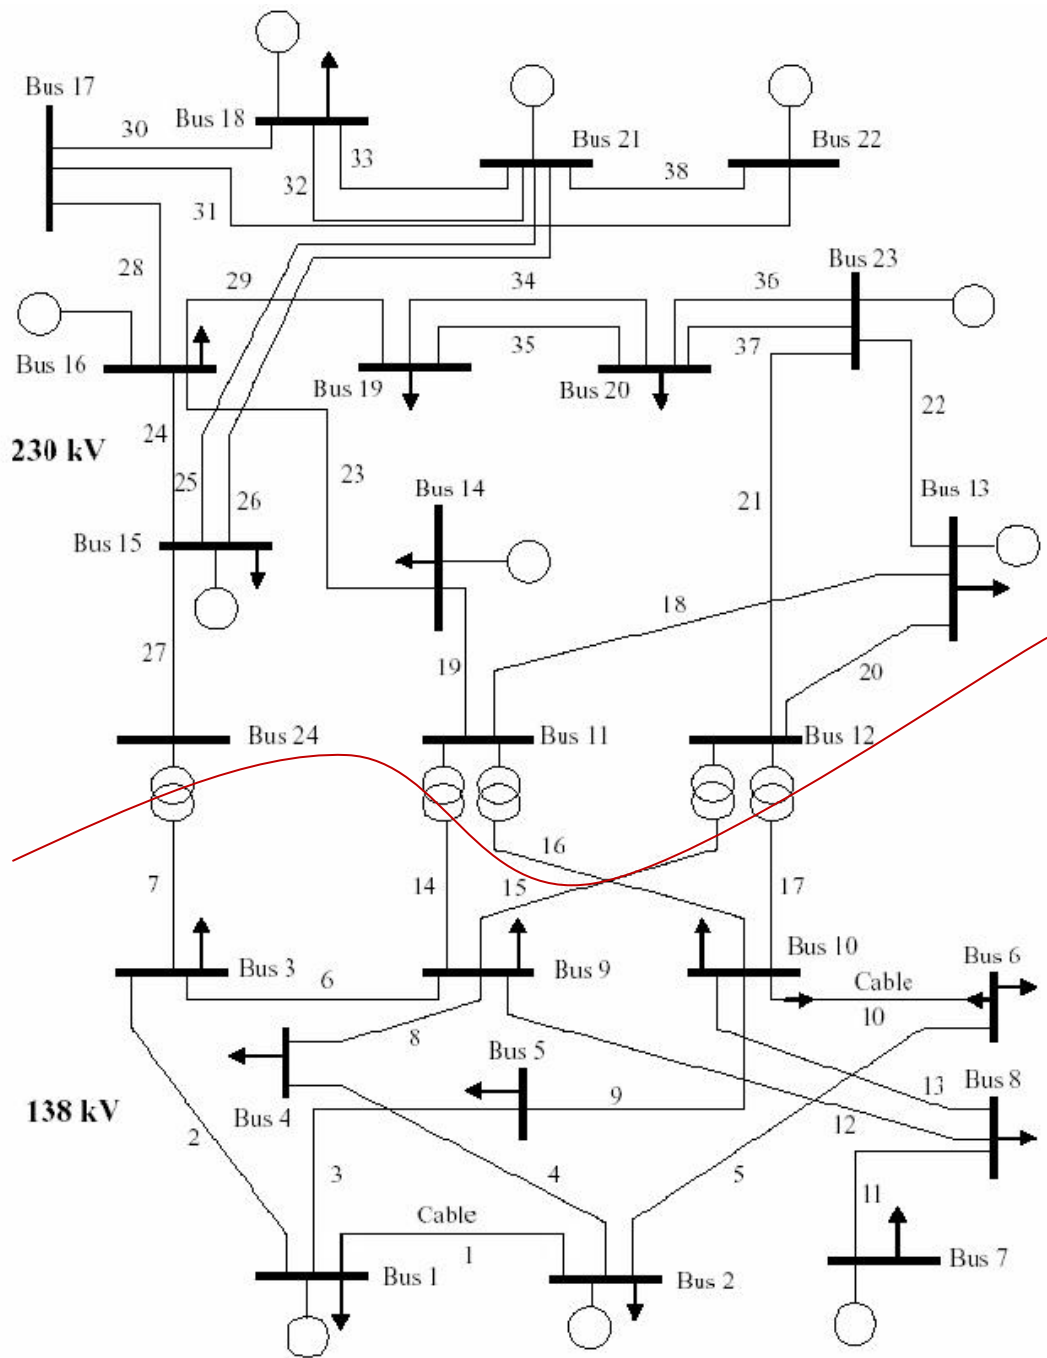 Bus 17
Bus 18
Bus 21
Bus 22
30
33
32
38
31
28
29
34
36
Bus 23
Bus 16
35
37
Bus 19
Bus 20
22
24
230 kV
25
26
23
Bus 14
21
Bus 13
Bus 15
18
27
19
20
Bus 24
Bus 11
Bus 12
16
7
14
15
17
Bus 3
6
Bus 9
Bus 10
Bus 6
Cable
10
8
Bus 5
13
Bus 8
138 kV
Bus 4
9
12
2
3
4
5
11
Cable
1
Bus 1
Bus 2
Bus 7